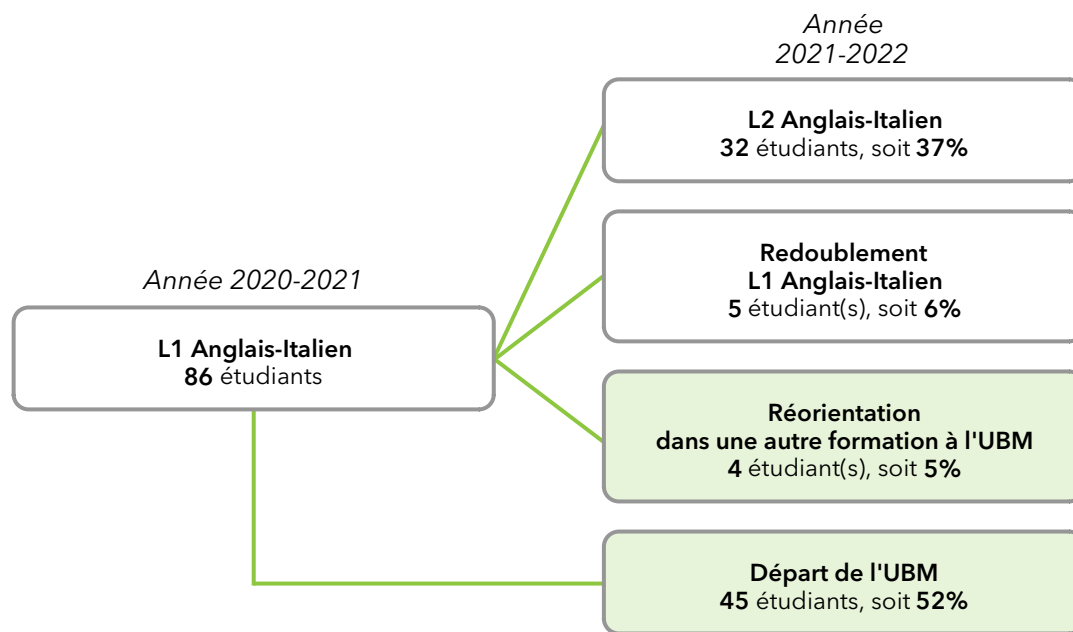 Année
2021-2022
L2 Anglais-Italien
32 étudiants, soit 37%
Redoublement
L1 Anglais-Italien
5 étudiant(s), soit 6%
Année 2020-2021
L1 Anglais-Italien
86 étudiants
Réorientation
dans une autre formation à l'UBM
4 étudiant(s), soit 5%
Départ de l'UBM
45 étudiants, soit 52%